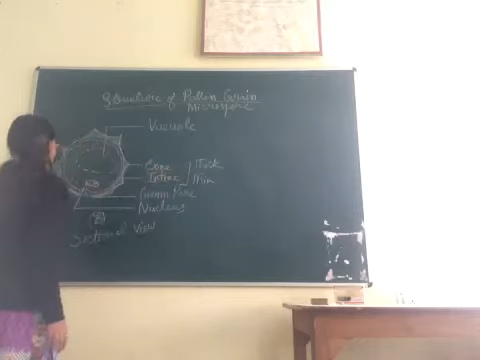 Structure of Pollen Grain
Microspore
Vacuole
Exine Thick
Intine Thin
Germ Pore
Nucleus
Sectional View